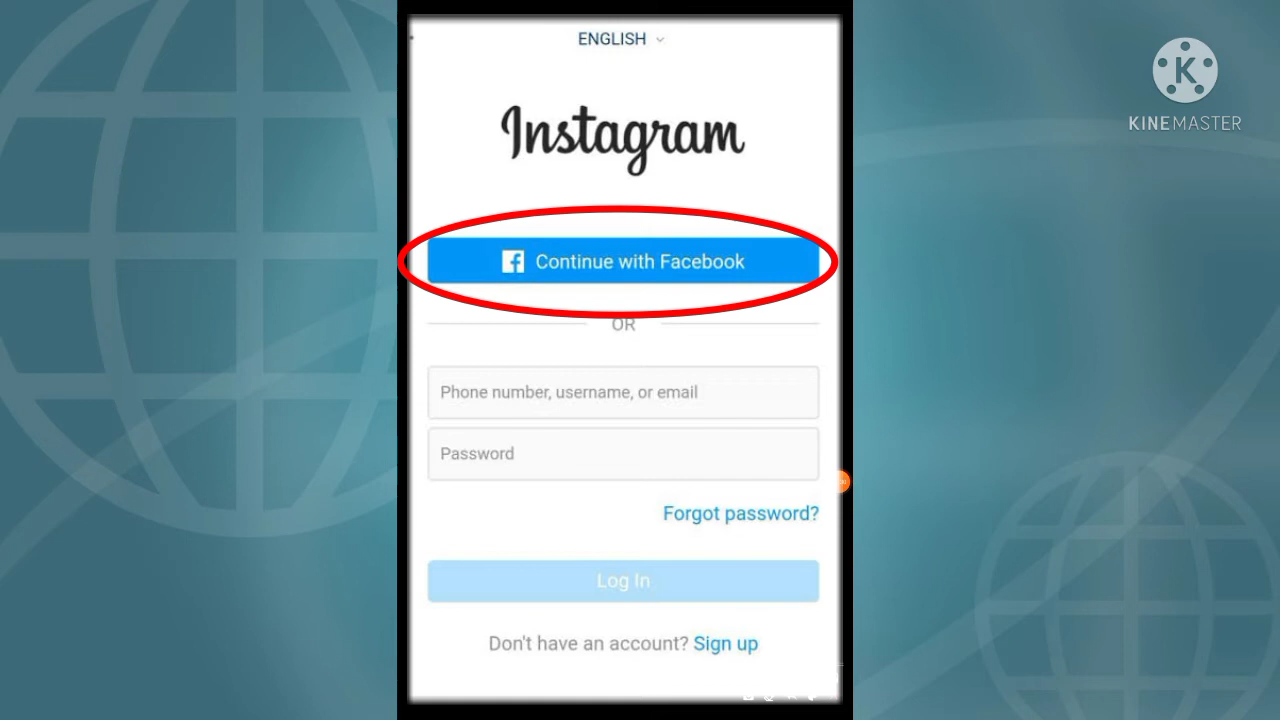 ENGLISH
Instagram
Continue with Facebook
OR
Phone number, username, or email
Password
Forgot password?
Log In
Don't have an account? Sign up
K
KINEMASTER